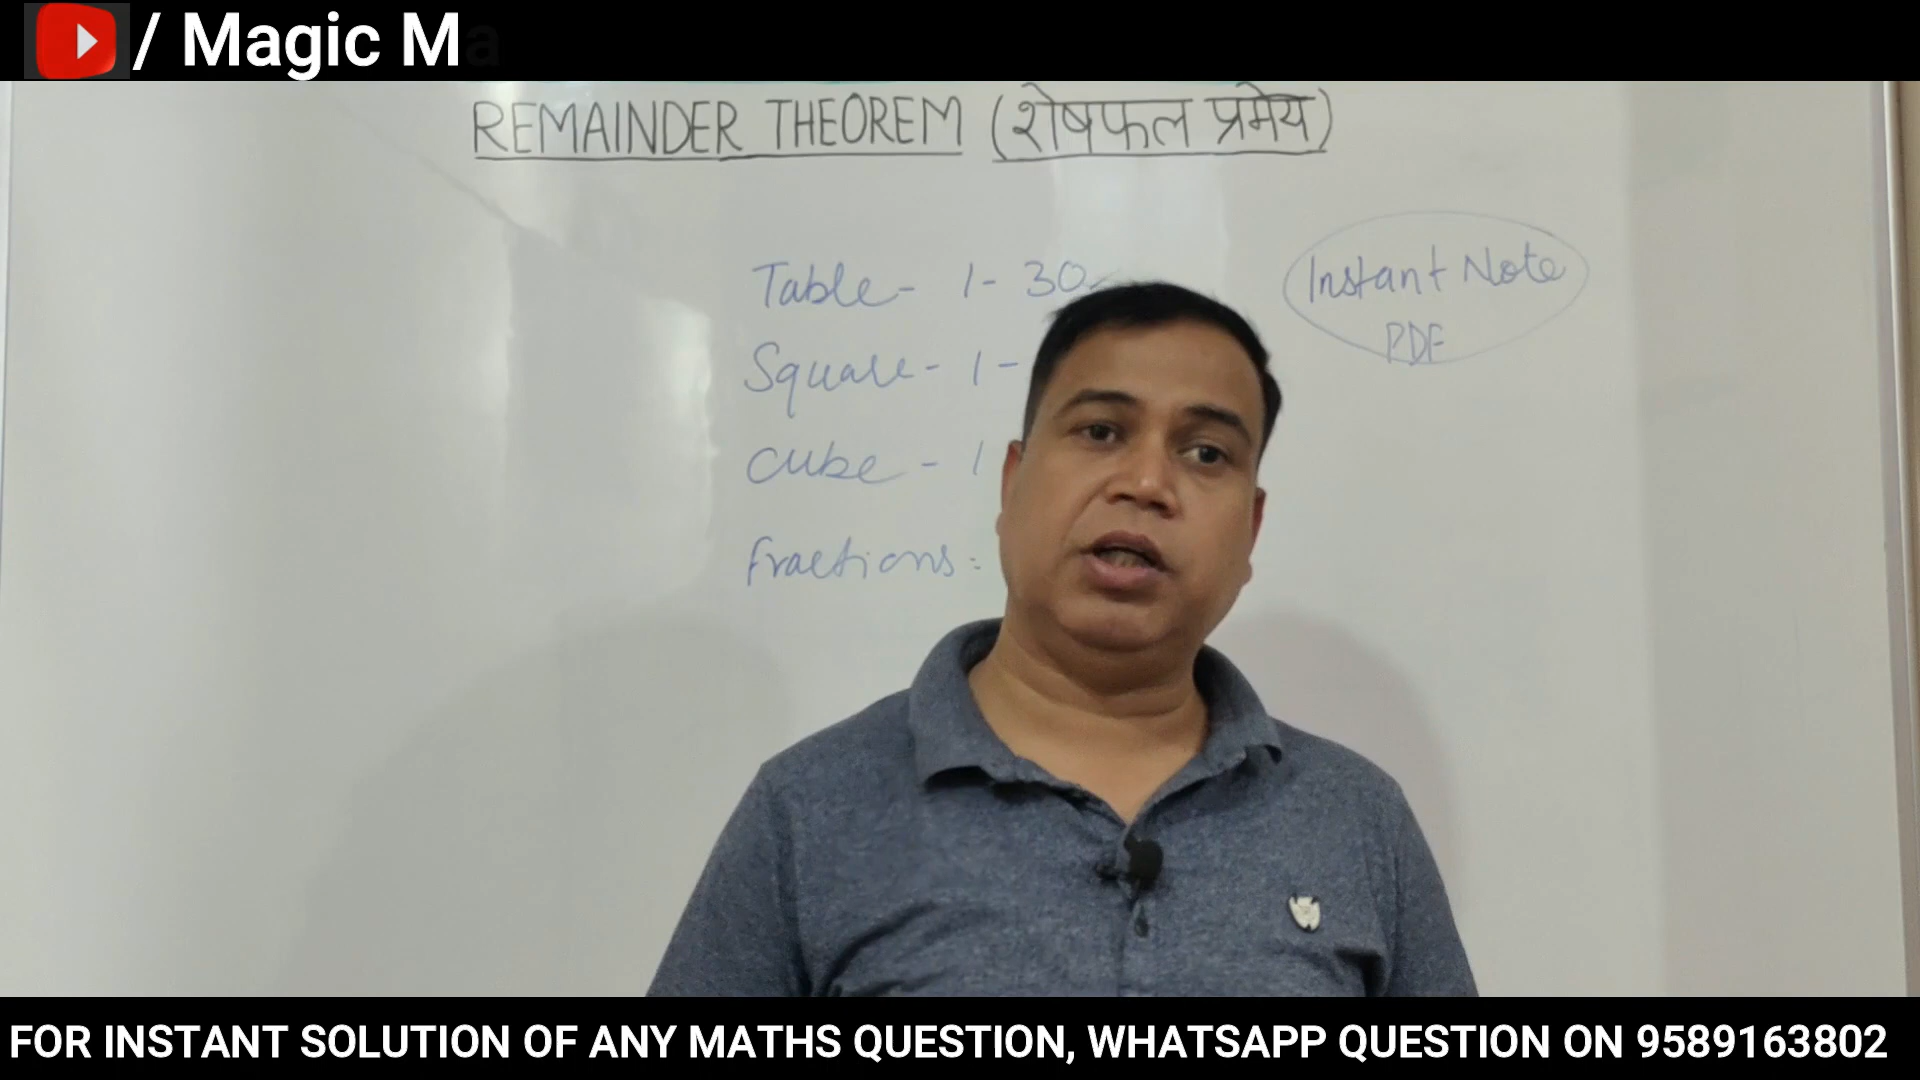 / Magic Ma
REMAINDER THEOREM (शेषफल प्रमेय)
Table - 1 - 30
Instant Note
PDF
Square - 1 -
Cube - 1
Fractions =
FOR INSTANT SOLUTION OF ANY MATHS QUESTION, WHATSAPP QUESTION ON 9589163802